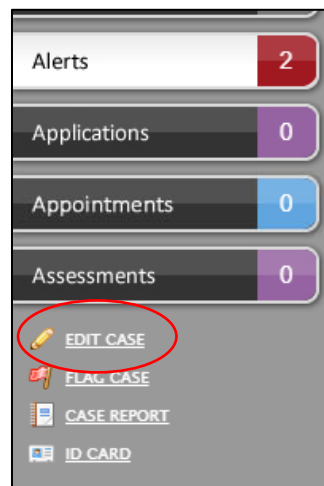 Alerts 2
Applications 0
Appointments 0
Assessments 0
EDIT CASE
FLAG CASE
CASE REPORT
ID CARD